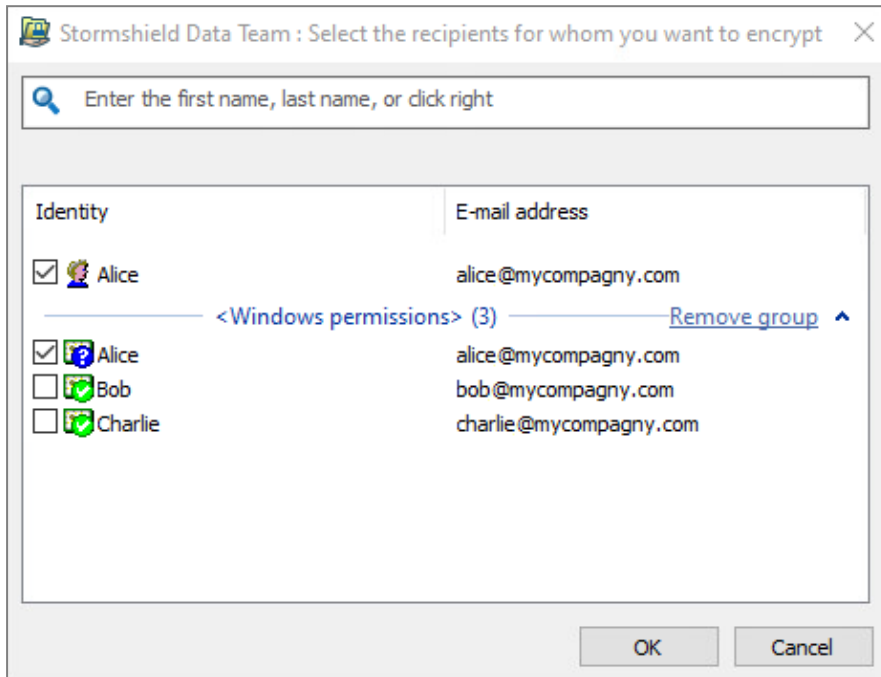 Stormshield Data Team : Select the recipients for whom you want to encrypt
Enter the first name, last name, or click right
Identity E-mail address
Alice alice@mycompagny.com
<Windows permissions> (3) Remove group
Alice alice@mycompagny.com
Bob bob@mycompagny.com
Charlie charlie@mycompagny.com
OK Cancel